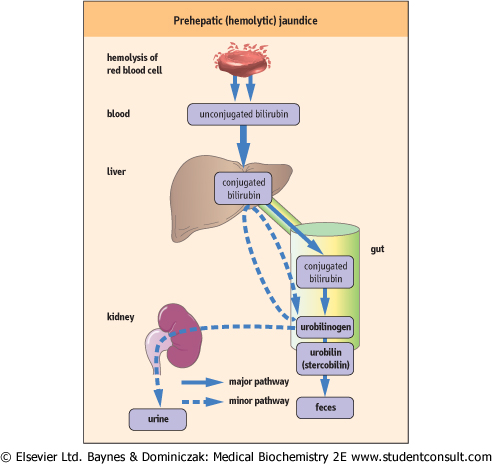 Prehepatic (hemolytic) jaundice
hemolysis of
red blood cell
blood
unconjugated bilirubin
liver
conjugated
bilirubin
gut
conjugated
bilirubin
kidney
urobilinogen
urobilin
(stercobilin)
major pathway
minor pathway
feces
urine
© Elsevier Ltd. Baynes & Dominiczak: Medical Biochemistry 2E www.studentconsult.com